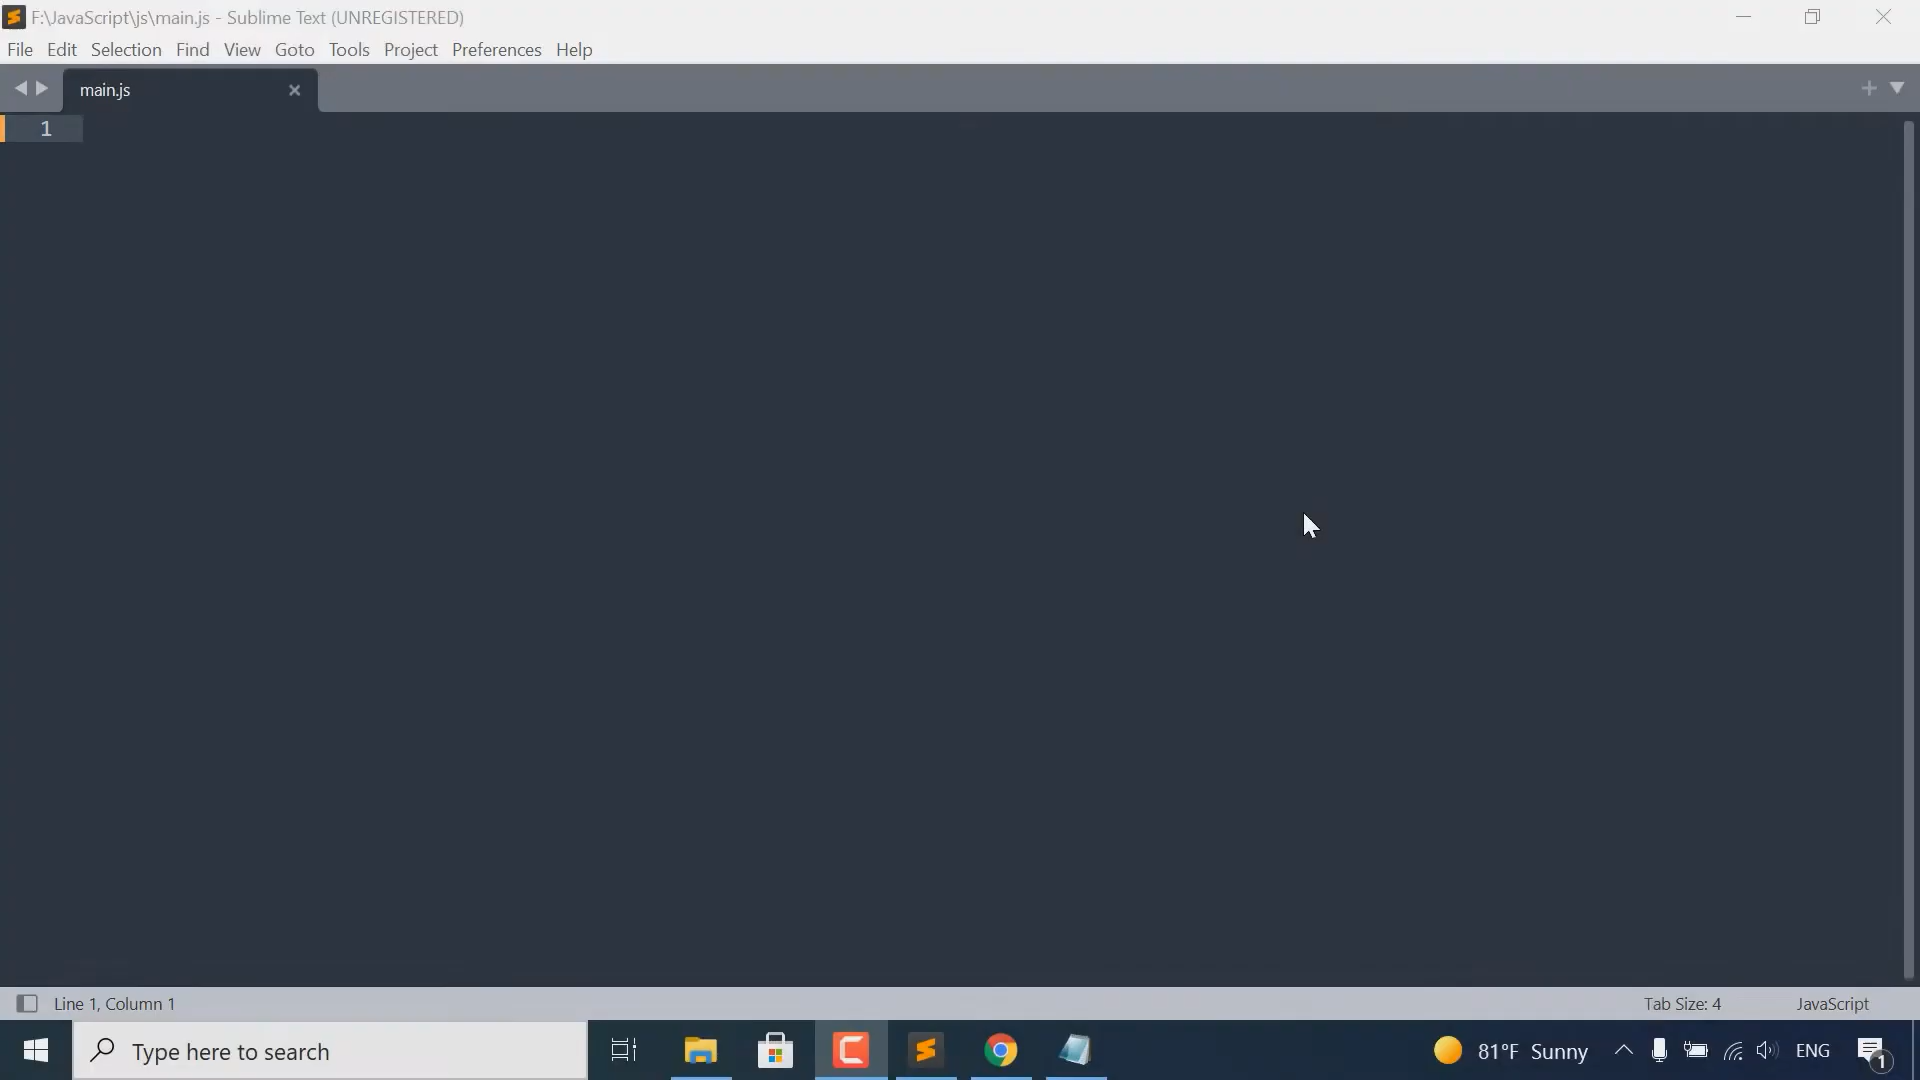 F:\JavaScript\js\main.js - Sublime Text (UNREGISTERED)
File Edit Selection Find View Goto Tools Project Preferences Help
main.js
1
Line 1, Column 1
Tab Size: 4
JavaScript
Type here to search
81°F Sunny
ENG
1